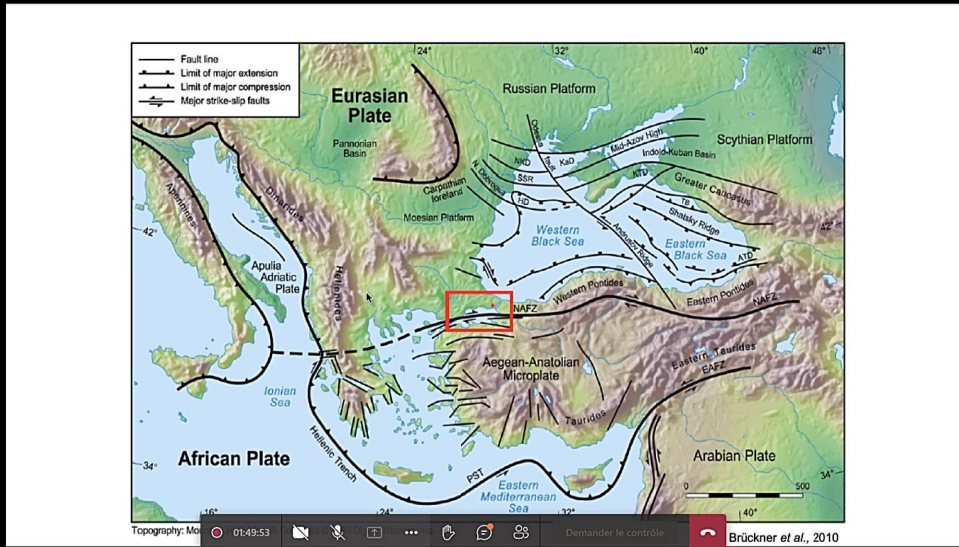 Fault line
Limit of major extension
Limit of major compression
Major strike-slip faults
24°
32°
40°
48°
Eurasian
Plate
Russian Platform
Scythian Platform
Pannonian
Basin
Odessa fault
Mid-Azov High
Indolo-Kuban Basin
NKD
KaD
SSR
KTD
N. Dobrogea
HD
Greater Caucasus
TB
Carpathian
foreland
Moesian Platform
Shatsky Ridge
Apennines
Dinarides
42°
42°
Western
Black Sea
Andrusov Ridge
Eastern
Black Sea
ATD
Apulia
Adriatic
Plate
Hellenides
Western Pontides
Eastern Pontides
NAFZ
NAFZ
Aegean-Anatolian
Microplate
Eastern Taurides
EAFZ
Ionian
Sea
Taurides
Hellenic Trench
African Plate
Arabian Plate
34°
34°
PST
Eastern
Mediterranean
Sea
0
500
24°
40°
Topography:
01:49:53
Demander le contrôle
Brückner et al., 2010